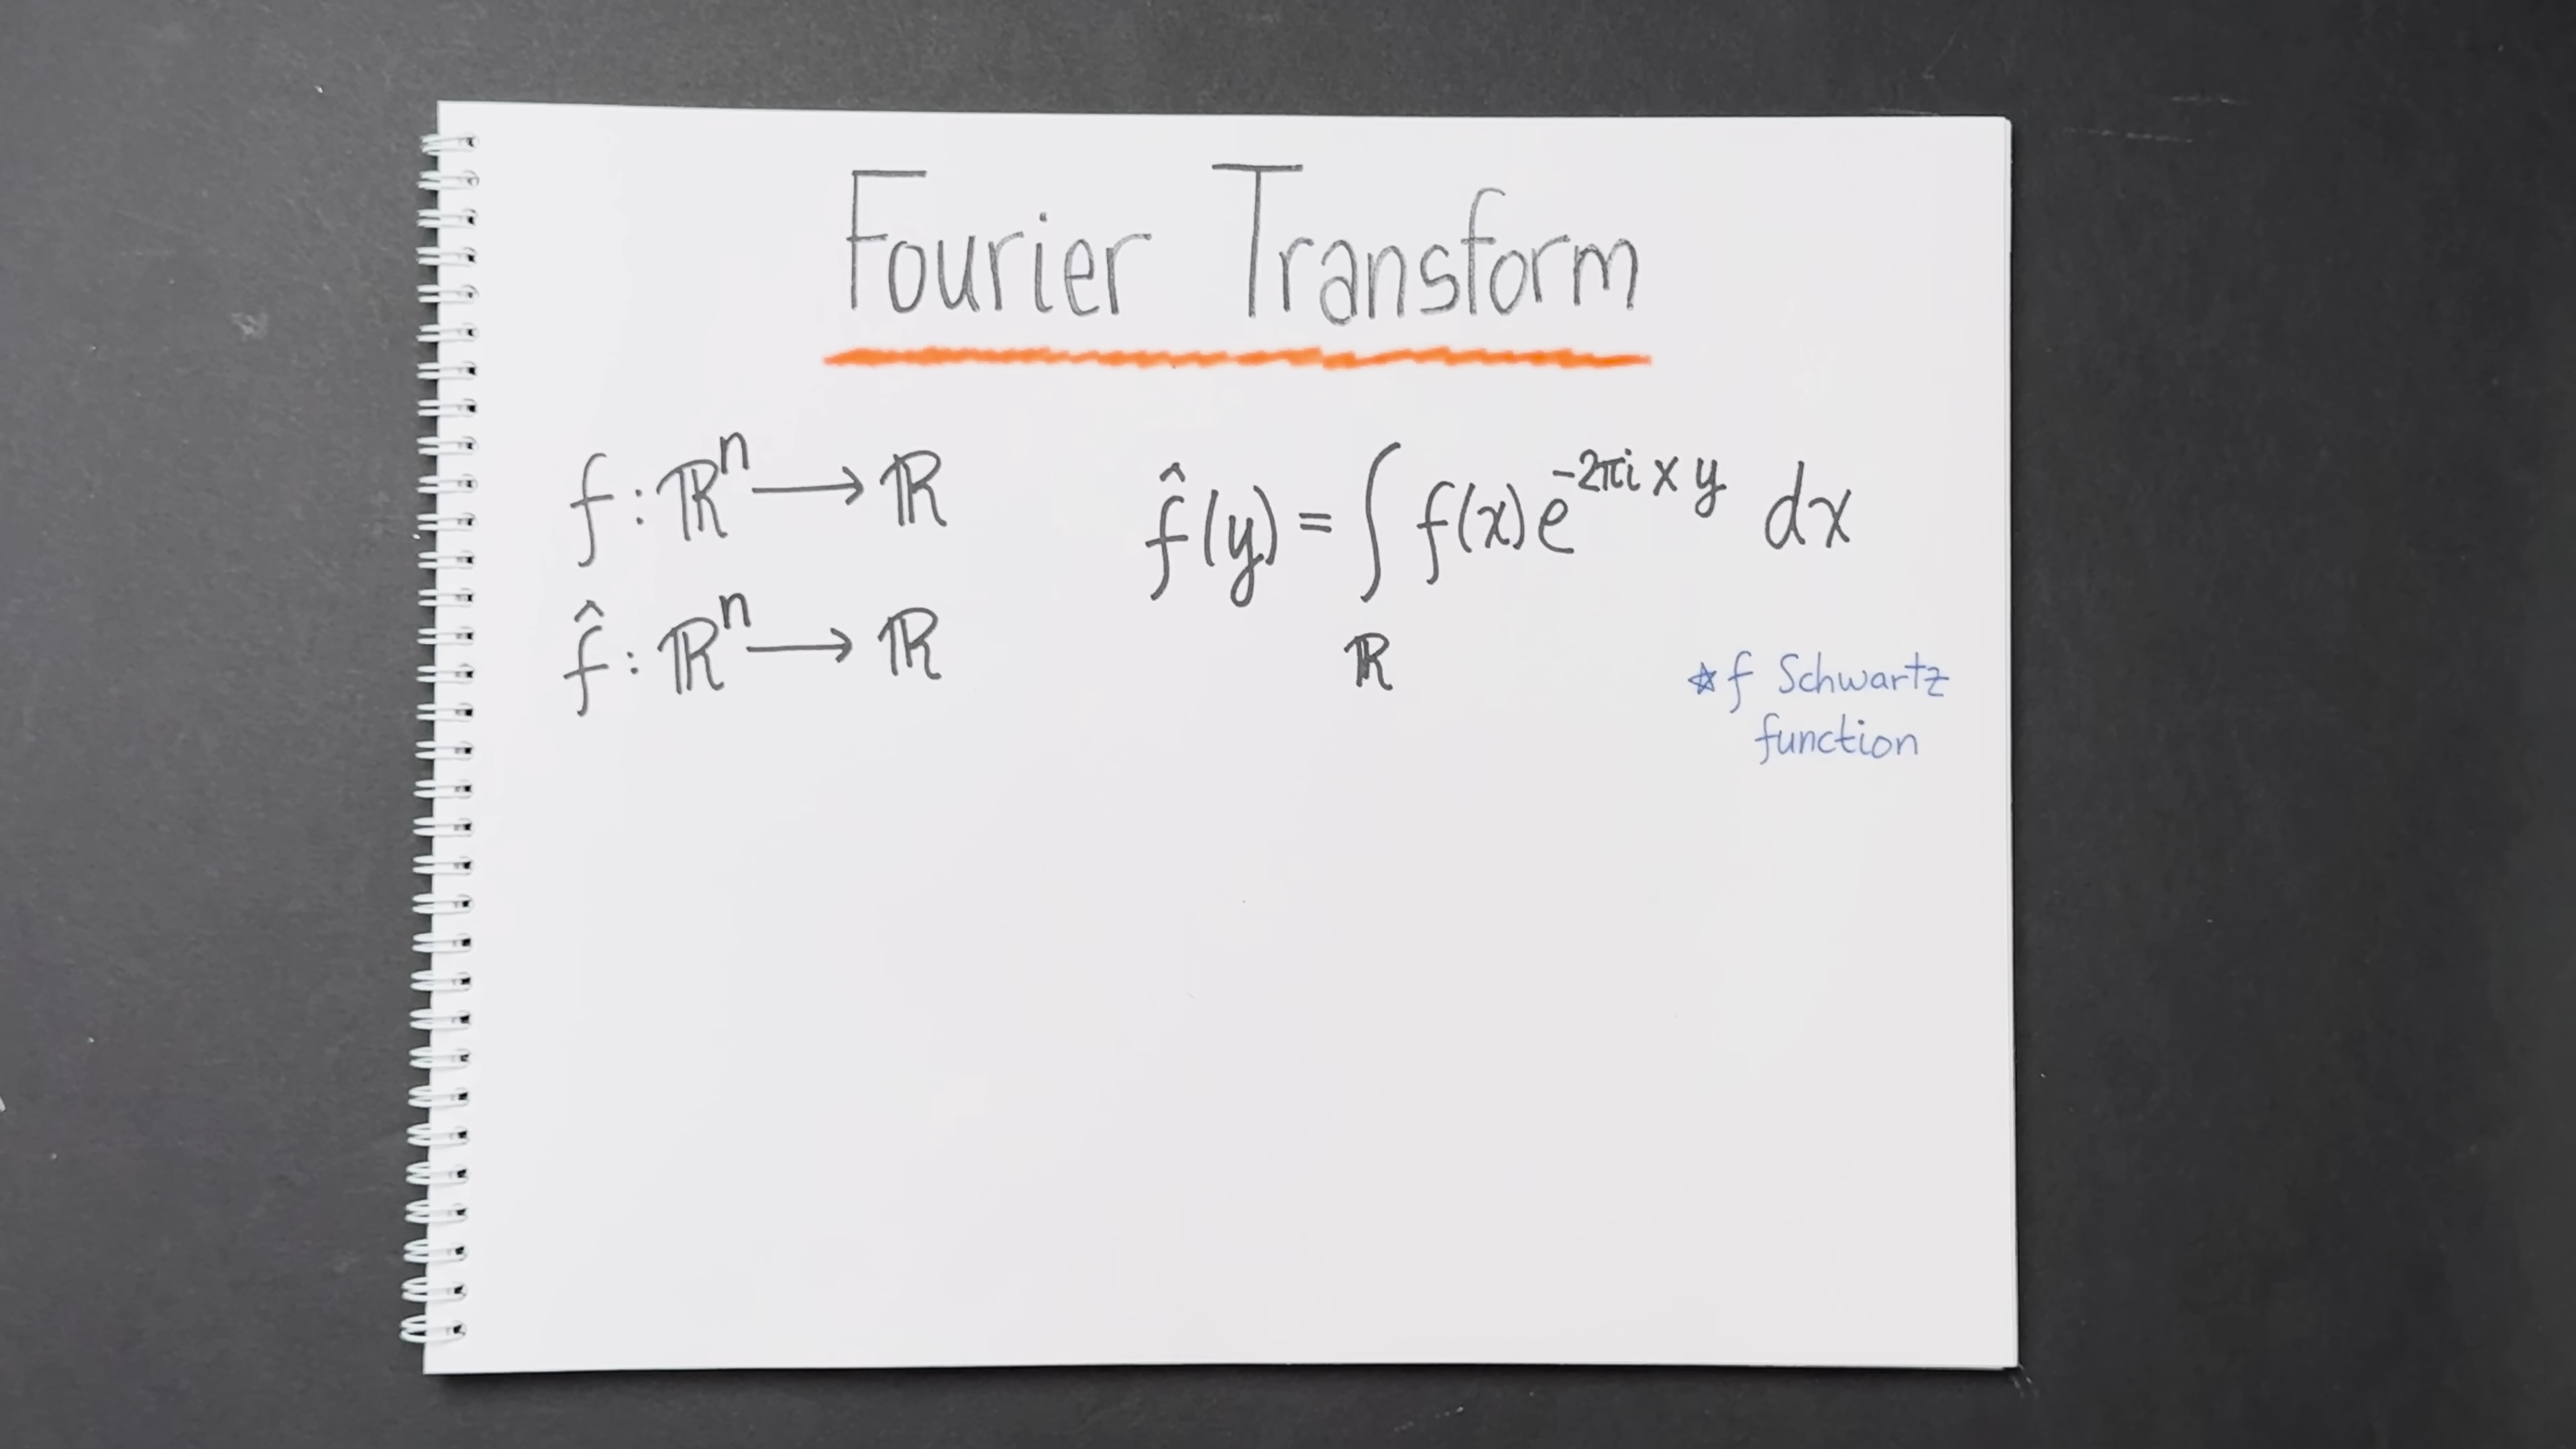 Fourier Transform
f : ℝⁿ ⟶ ℝ
f̂ : ℝⁿ ⟶ ℝ
f̂(y) = ∫ f(x) e^{-2πi x y} dx
ℝ
☆ f Schwartz
function